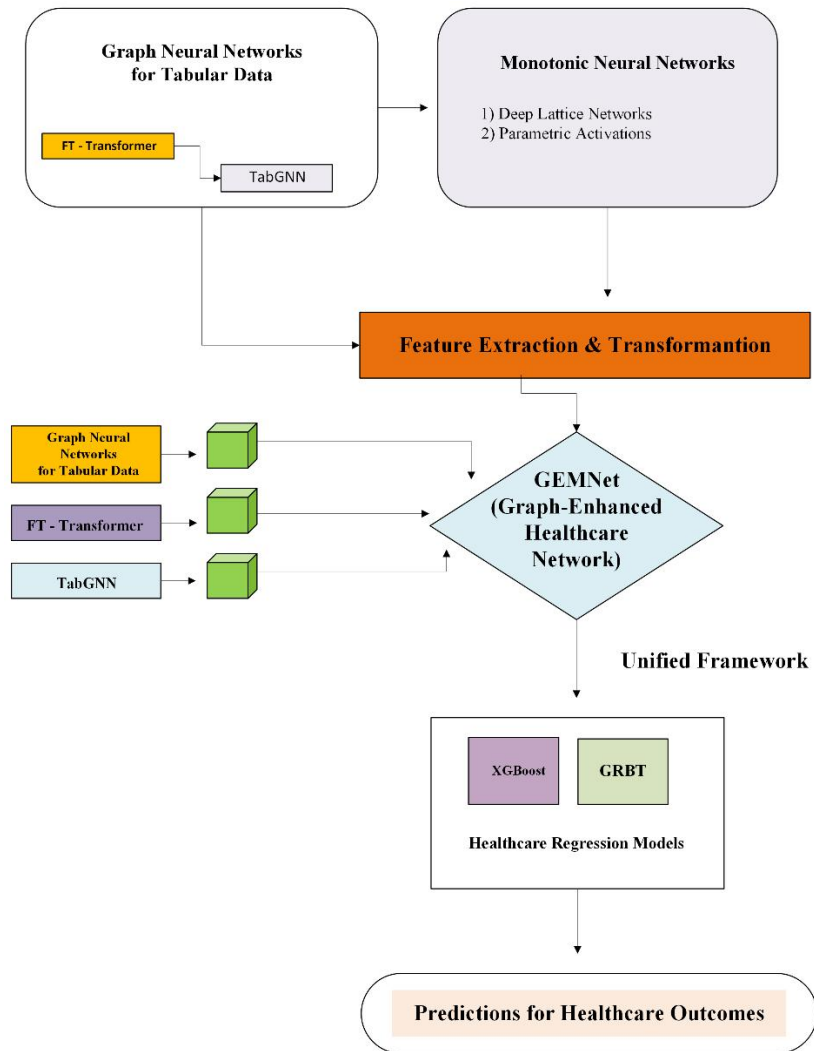 Graph Neural Networks
for Tabular Data
FT - Transformer
TabGNN
Monotonic Neural Networks
1) Deep Lattice Networks
2) Parametric Activations
Feature Extraction & Transformantion
Graph Neural
Networks
for Tabular Data
FT - Transformer
TabGNN
GEMNet
(Graph-Enhanced
Healthcare
Network)
Unified Framework
XGBoost
GRBT
Healthcare Regression Models
Predictions for Healthcare Outcomes